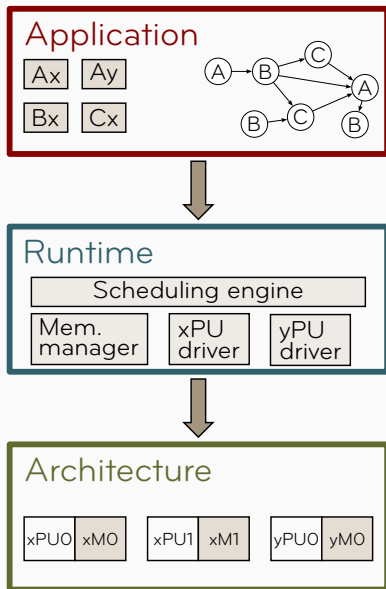 Application
Ax Ay
Bx Cx
A B C A
B C B
Runtime
Scheduling engine
Mem. manager
xPU driver
yPU driver
Architecture
xPU0 xM0 xPU1 xM1 yPU0 yM0